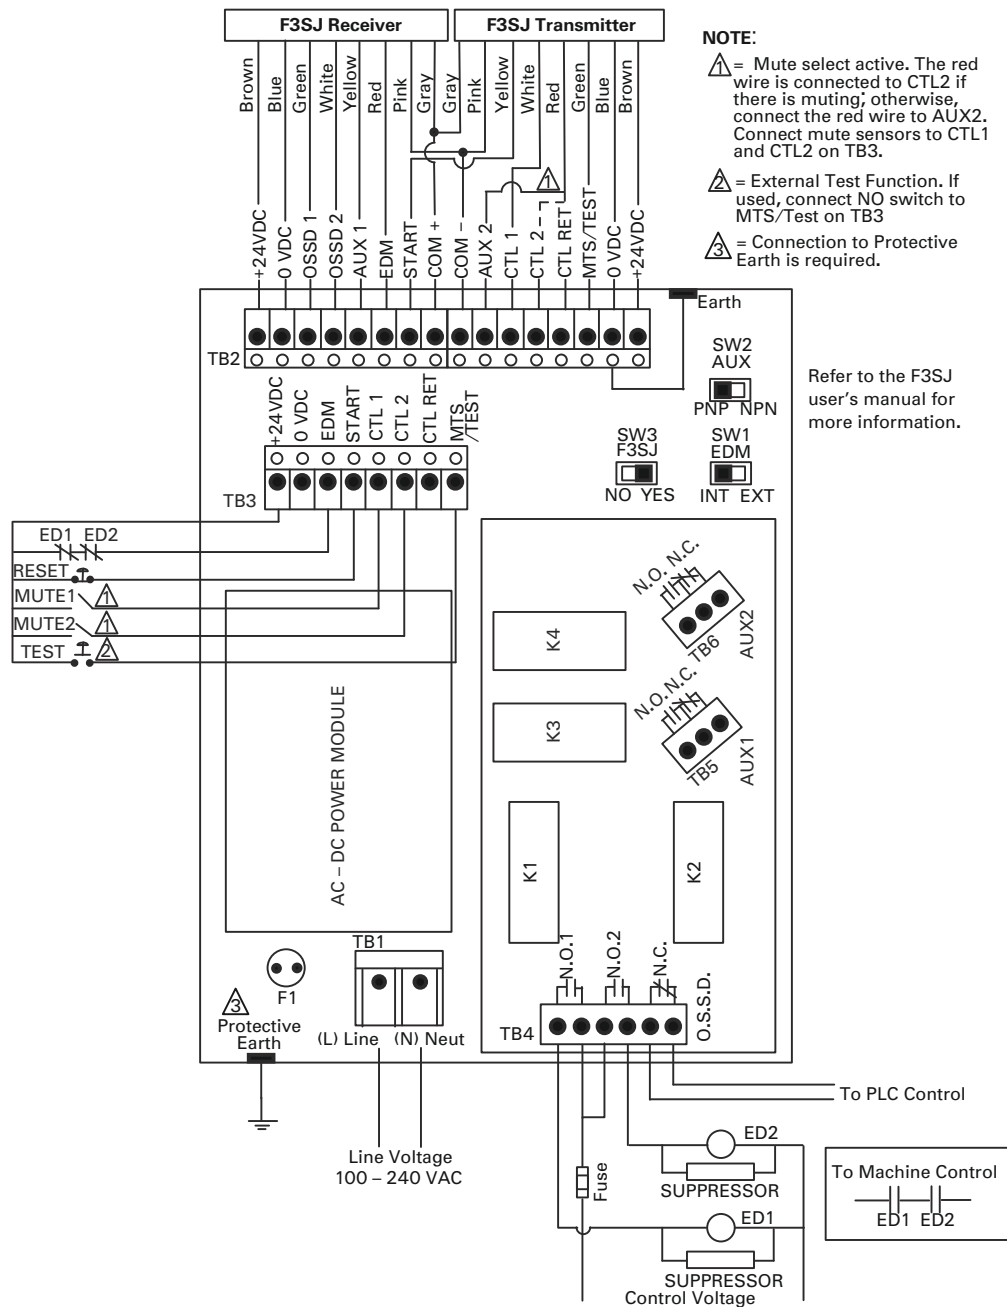 F3SJ Receiver
F3SJ Transmitter
Brown
Blue
Green
White
Yellow
Red
Pink
Gray
Gray
Pink
Yellow
White
Red
Green
Blue
Brown
NOTE:
1 = Mute select active. The red
wire is connected to CTL2 if
there is muting; otherwise,
connect the red wire to AUX2.
Connect mute sensors to CTL1
and CTL2 on TB3.
2 = External Test Function. If
used, connect NO switch to
MTS/Test on TB3
3 = Connection to Protective
Earth is required.
1
+24VDC
0 VDC
OSSD 1
OSSD 2
AUX 1
EDM
START
COM +
COM –
AUX 2
CTL 1
CTL 2
CTL RET
MTS/TEST
0 VDC
+24VDC
Earth
TB2
SW2
AUX
PNP NPN
Refer to the F3SJ
user's manual for
more information.
+24VDC
0 VDC
EDM
START
CTL 1
CTL 2
CTL RET
MTS
/TEST
SW3
F3SJ
NO YES
SW1
EDM
INT EXT
TB3
ED1 ED2
RESET
MUTE1 1
MUTE2 1
TEST 2
N.O. N.C.
TB6
AUX2
K4
N.O. N.C.
TB5
AUX1
K3
AC – DC POWER MODULE
K1
K2
TB1
F1
3
Protective
Earth
(L) Line (N) Neut
N.O.1
N.O.2
N.C.
O.S.S.D.
TB4
To PLC Control
Line Voltage
100 – 240 VAC
Fuse
ED2
SUPPRESSOR
ED1
SUPPRESSOR
Control Voltage
To Machine Control
ED1 ED2